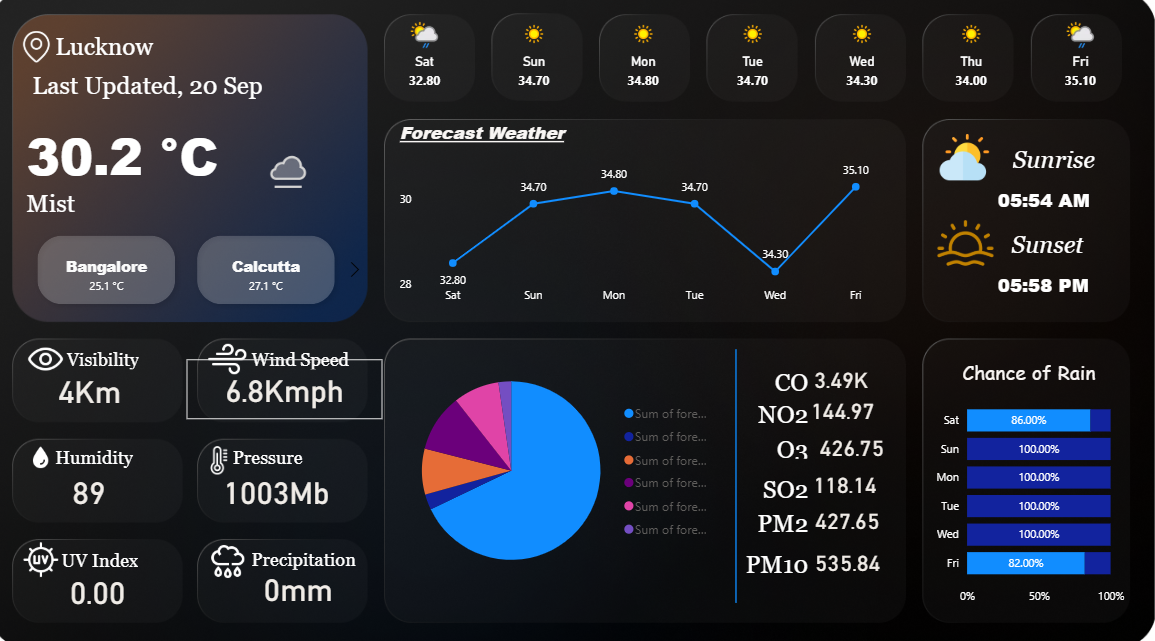 Lucknow
Last Updated, 20 Sep
30.2 °C
Mist
Bangalore
25.1 °C
Calcutta
27.1 °C
Sat
32.80
Sun
34.70
Mon
34.80
Tue
34.70
Wed
34.30
Thu
34.00
Fri
35.10
Forecast Weather
30
28
32.80
34.70
34.80
34.70
34.30
35.10
Sat Sun Mon Tue Wed Fri
Sunrise
05:54 AM
Sunset
05:58 PM
Visibility
4Km
Wind Speed
6.8Kmph
Humidity
89
Pressure
1003Mb
UV
UV Index
0.00
Precipitation
0mm
Sum of fore...
Sum of fore...
Sum of fore...
Sum of fore...
Sum of fore...
Sum of fore...
CO 3.49K
NO2 144.97
O3 426.75
SO2 118.14
PM2 427.65
PM10 535.84
Chance of Rain
Sat 86.00%
Sun 100.00%
Mon 100.00%
Tue 100.00%
Wed 100.00%
Fri 82.00%
0% 50% 100%